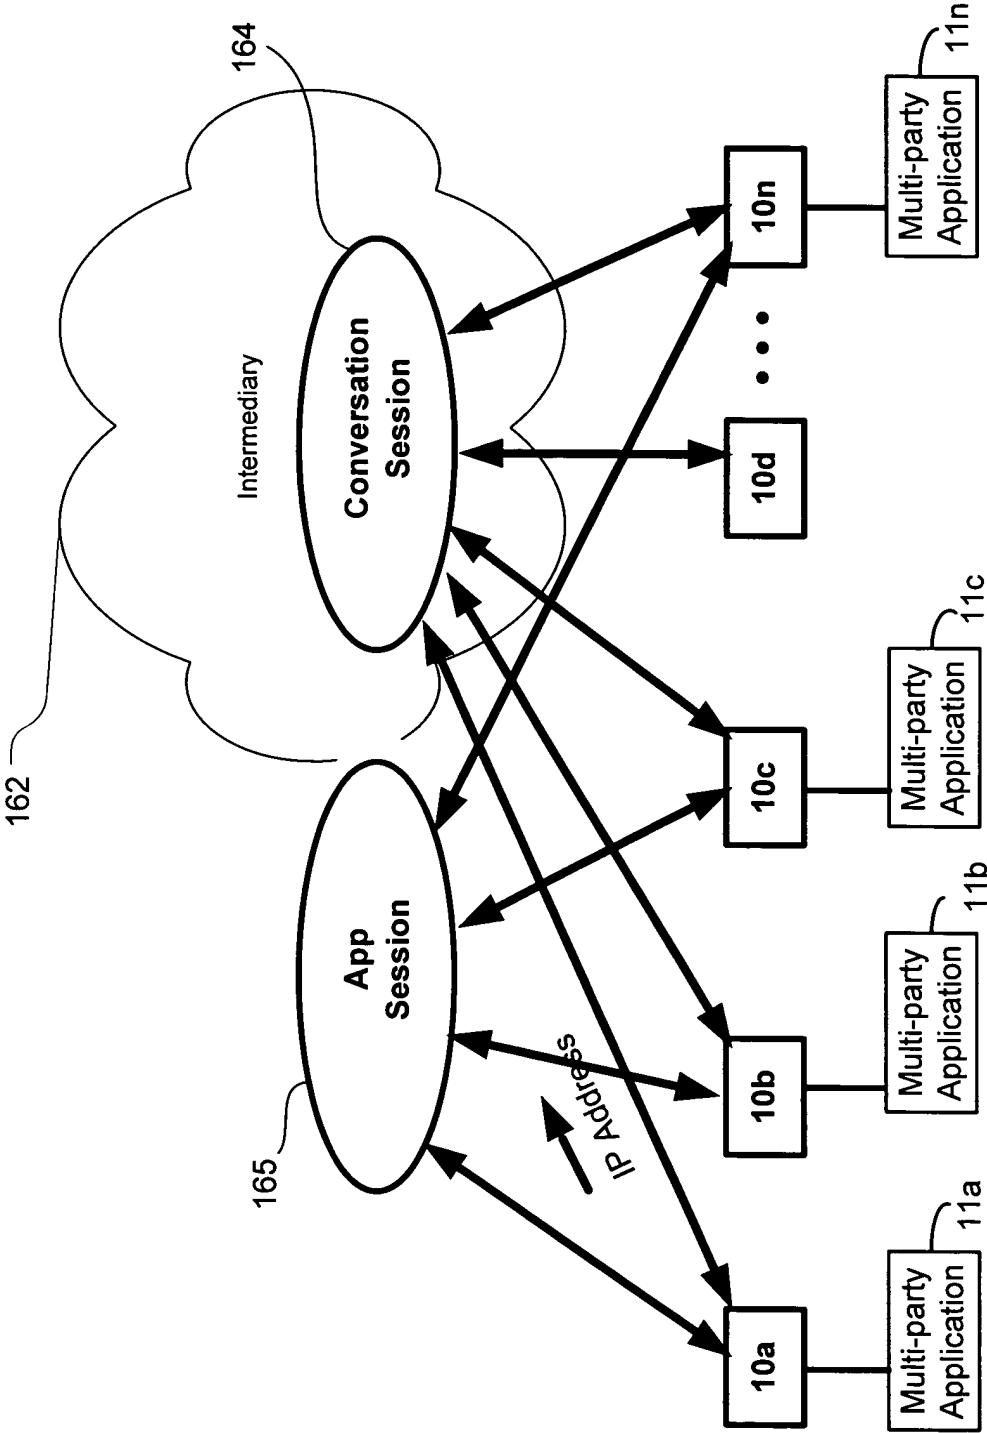 162
164
Intermediary
165
App
Session
Conversation
Session
IP Address
10a
10b
10c
10d
10n
Multi-party
Application
11a
Multi-party
Application
11b
Multi-party
Application
11c
Multi-party
Application
11n